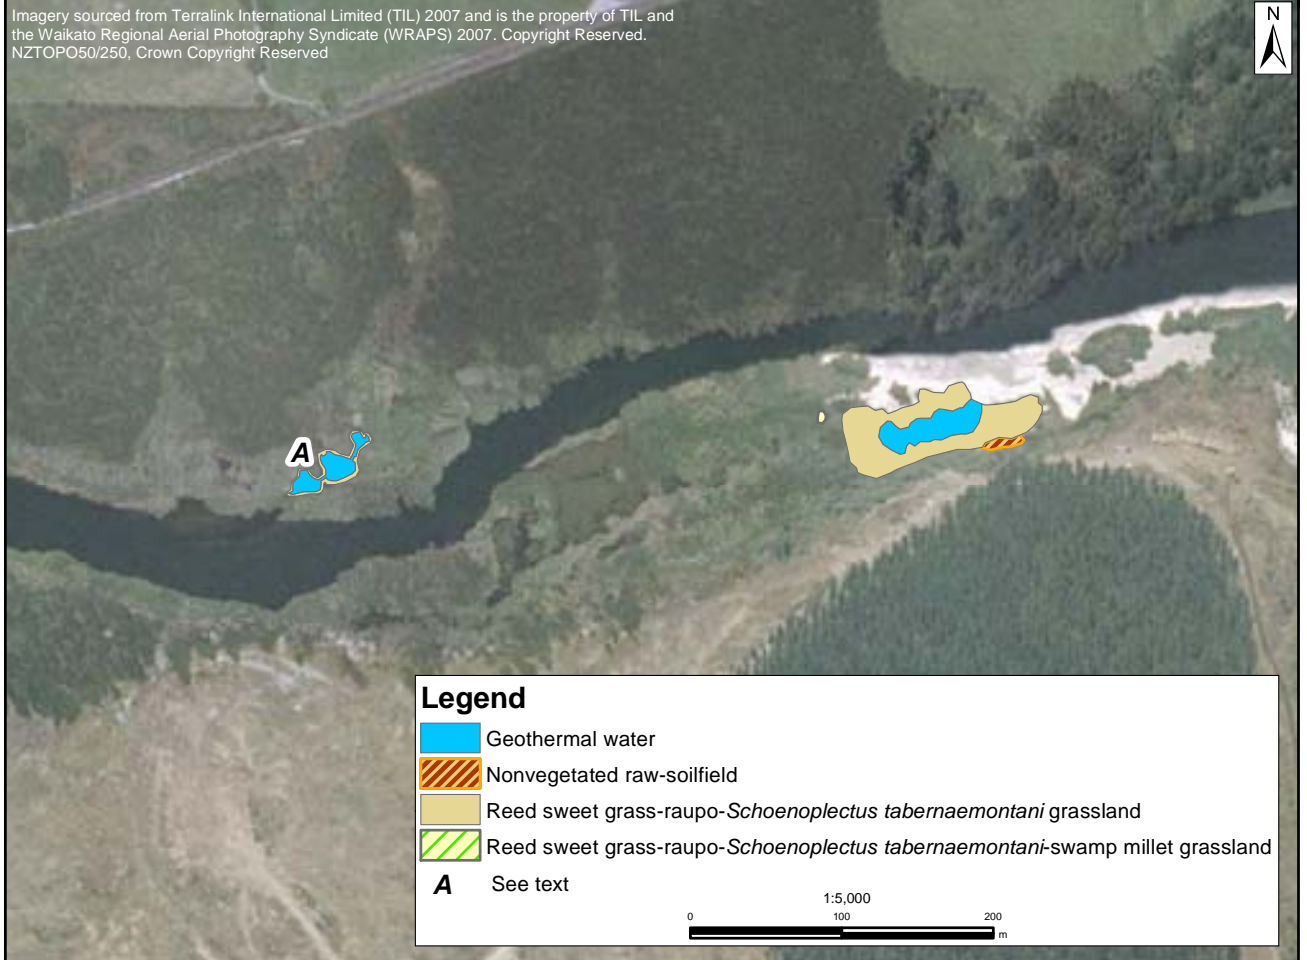 Imagery sourced from Terralink International Limited (TIL) 2007 and is the property of TIL and
the Waikato Regional Aerial Photography Syndicate (WRAPS) 2007. Copyright Reserved.
NZTOPO50/250, Crown Copyright Reserved
N
A
Legend
Geothermal water
Nonvegetated raw-soilfield
Reed sweet grass-raupo-Schoenoplectus tabernaemontani grassland
Reed sweet grass-raupo-Schoenoplectus tabernaemontani-swamp millet grassland
A See text
1:5,000
0 100 200
m